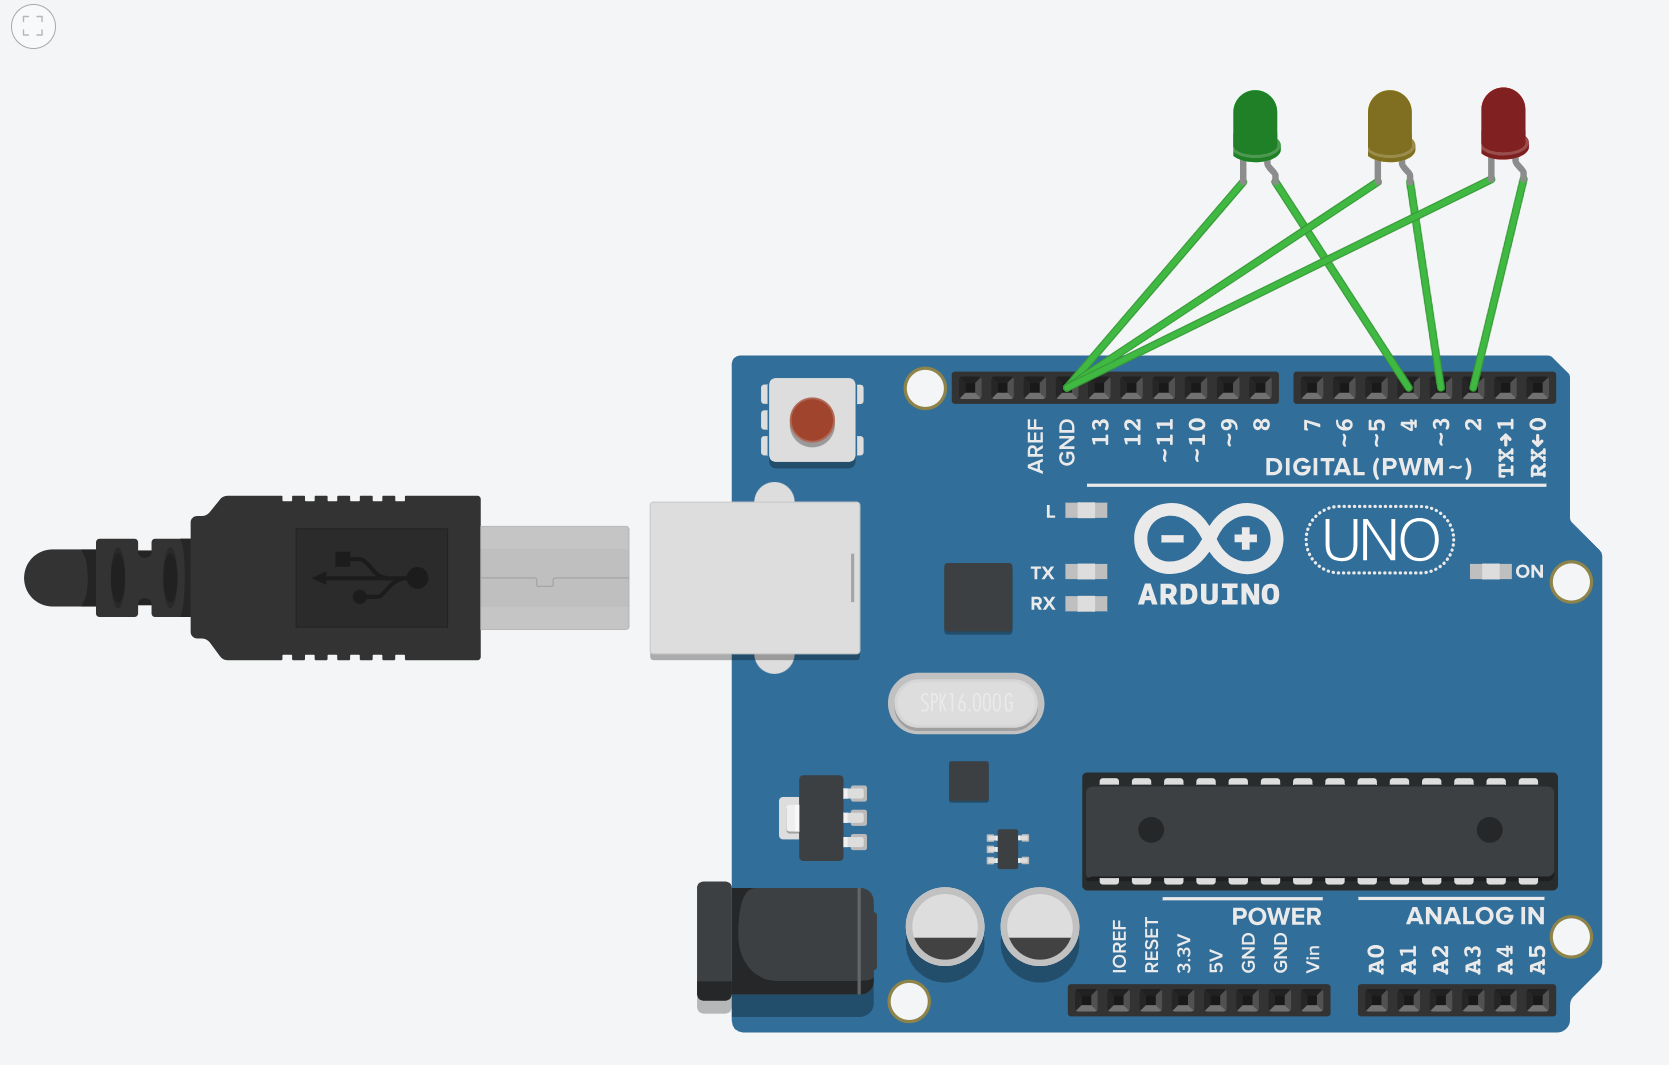 AREF
GND
13
12
~11
~10
~9
8
7
~6
~5
4
~3
2
TX→1
RX←0
DIGITAL (PWM~)
L
TX
RX
ARDUINO
UNO
ON
SPK16.000G
POWER
ANALOG IN
IOREF
RESET
3.3V
5V
GND
GND
Vin
A0
A1
A2
A3
A4
A5